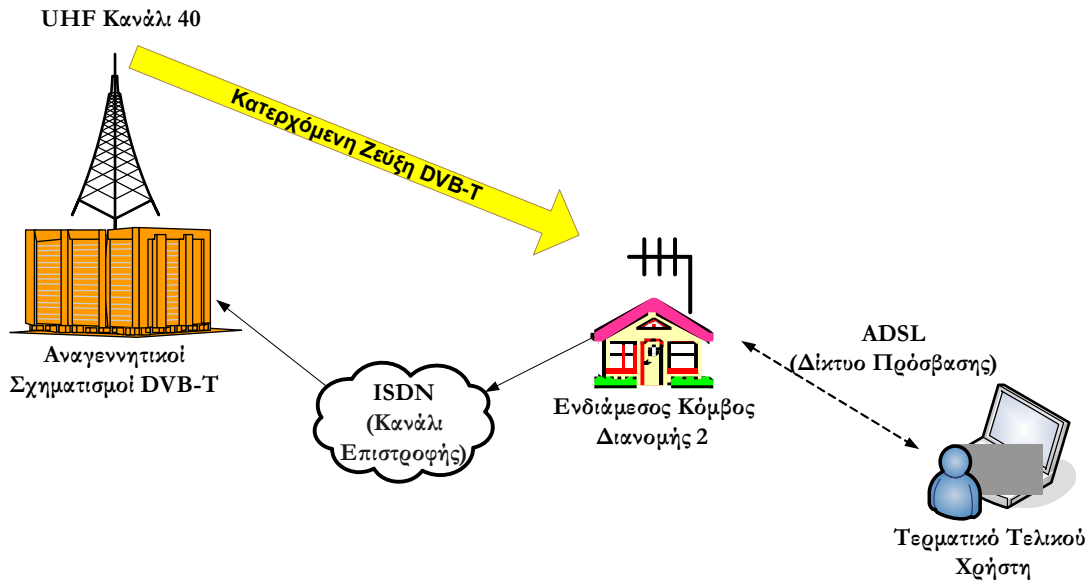 UHF Κανάλι 40
Κατερχόμενη Ζεύξη DVB-T
Αναγεννητικοί
Σχηματισμοί DVB-T
ISDN
(Κανάλι
Επιστροφής)
Ενδιάμεσος Κόμβος
Διανομής 2
ADSL
(Δίκτυο Πρόσβασης)
Τερματικό Τελικού
Χρήστη